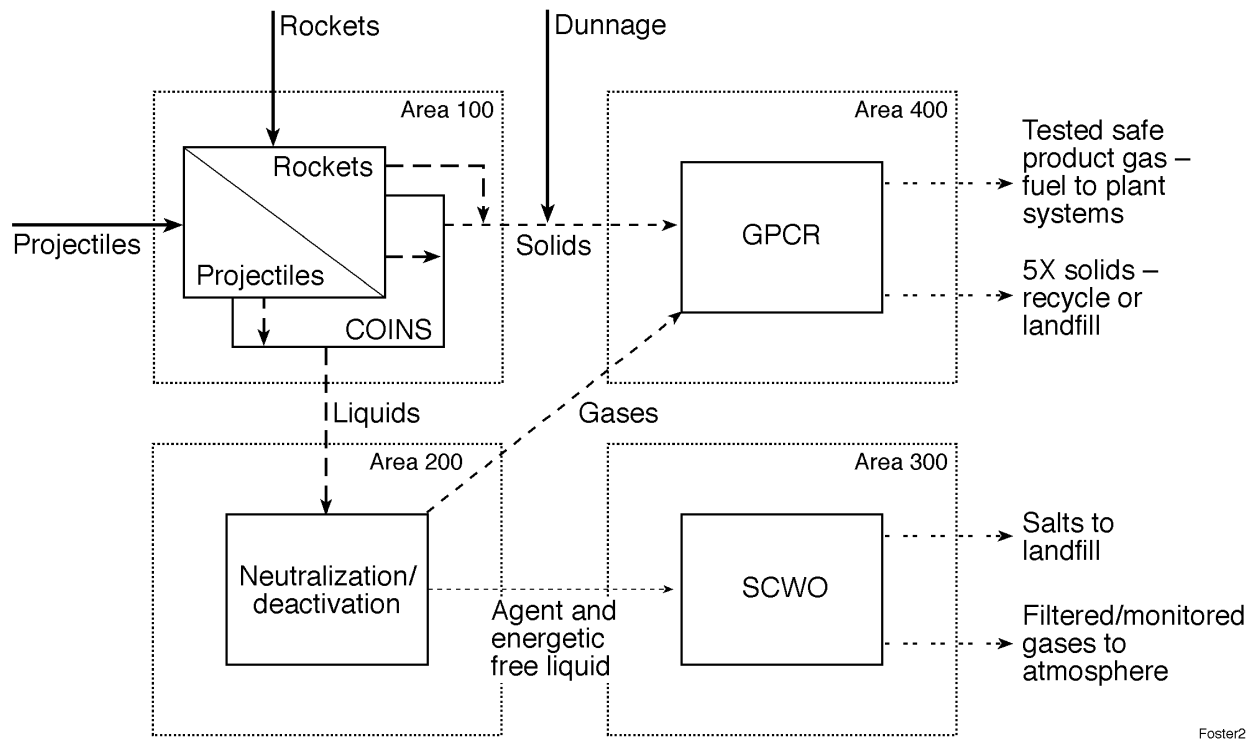 Rockets
Dunnage
Area 100
Area 400
Rockets
Projectiles
Projectiles
COINS
Solids
GPCR
Tested safe
product gas –
fuel to plant
systems
5X solids –
recycle or
landfill
Liquids
Gases
Area 200
Area 300
Neutralization/
deactivation
Agent and
energetic
free liquid
SCWO
Salts to
landfill
Filtered/monitored
gases to
atmosphere
Foster2